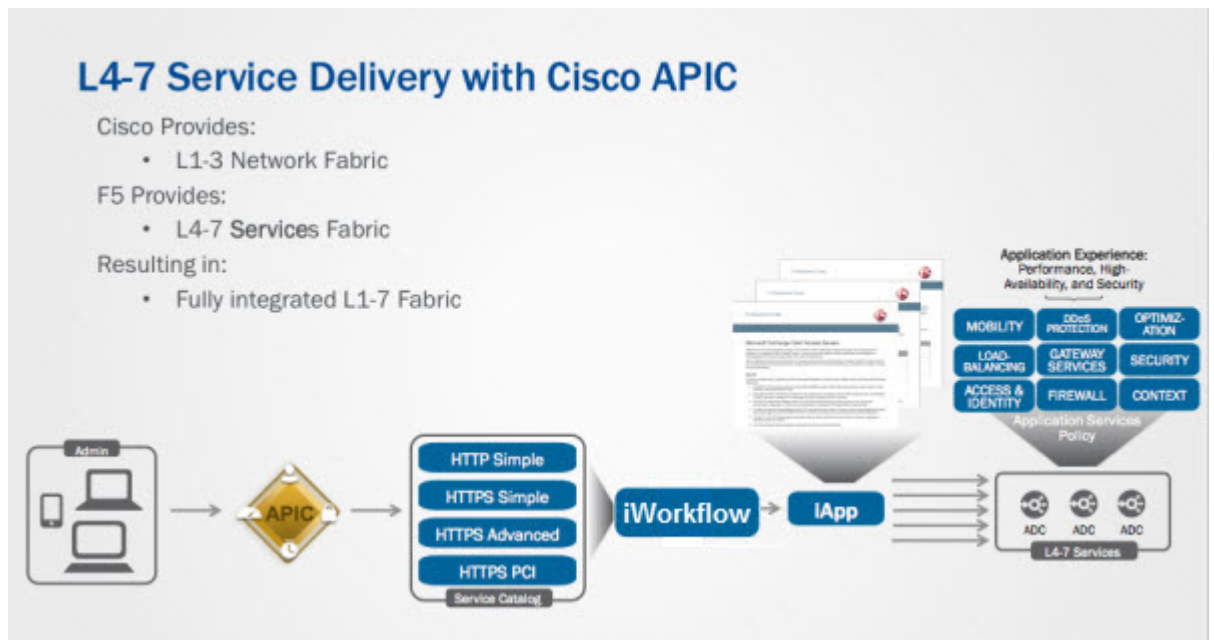 L4-7 Service Delivery with Cisco APIC
Cisco Provides:
• L1-3 Network Fabric
F5 Provides:
• L4-7 Services Fabric
Resulting in:
• Fully integrated L1-7 Fabric
Application Experience:
Performance, High-
Availability, and Security
MOBILITY
DDoS
PROTECTION
OPTIMIZ-
ATION
LOAD-
BALANCING
GATEWAY
SERVICES
SECURITY
ACCESS &
IDENTITY
FIREWALL
CONTEXT
Application Services
Policy
Admin
APIC
HTTP Simple
HTTPS Simple
HTTPS Advanced
HTTPS PCI
Service Catalog
iWorkflow
iApp
ADC
ADC
ADC
L4-7 Services